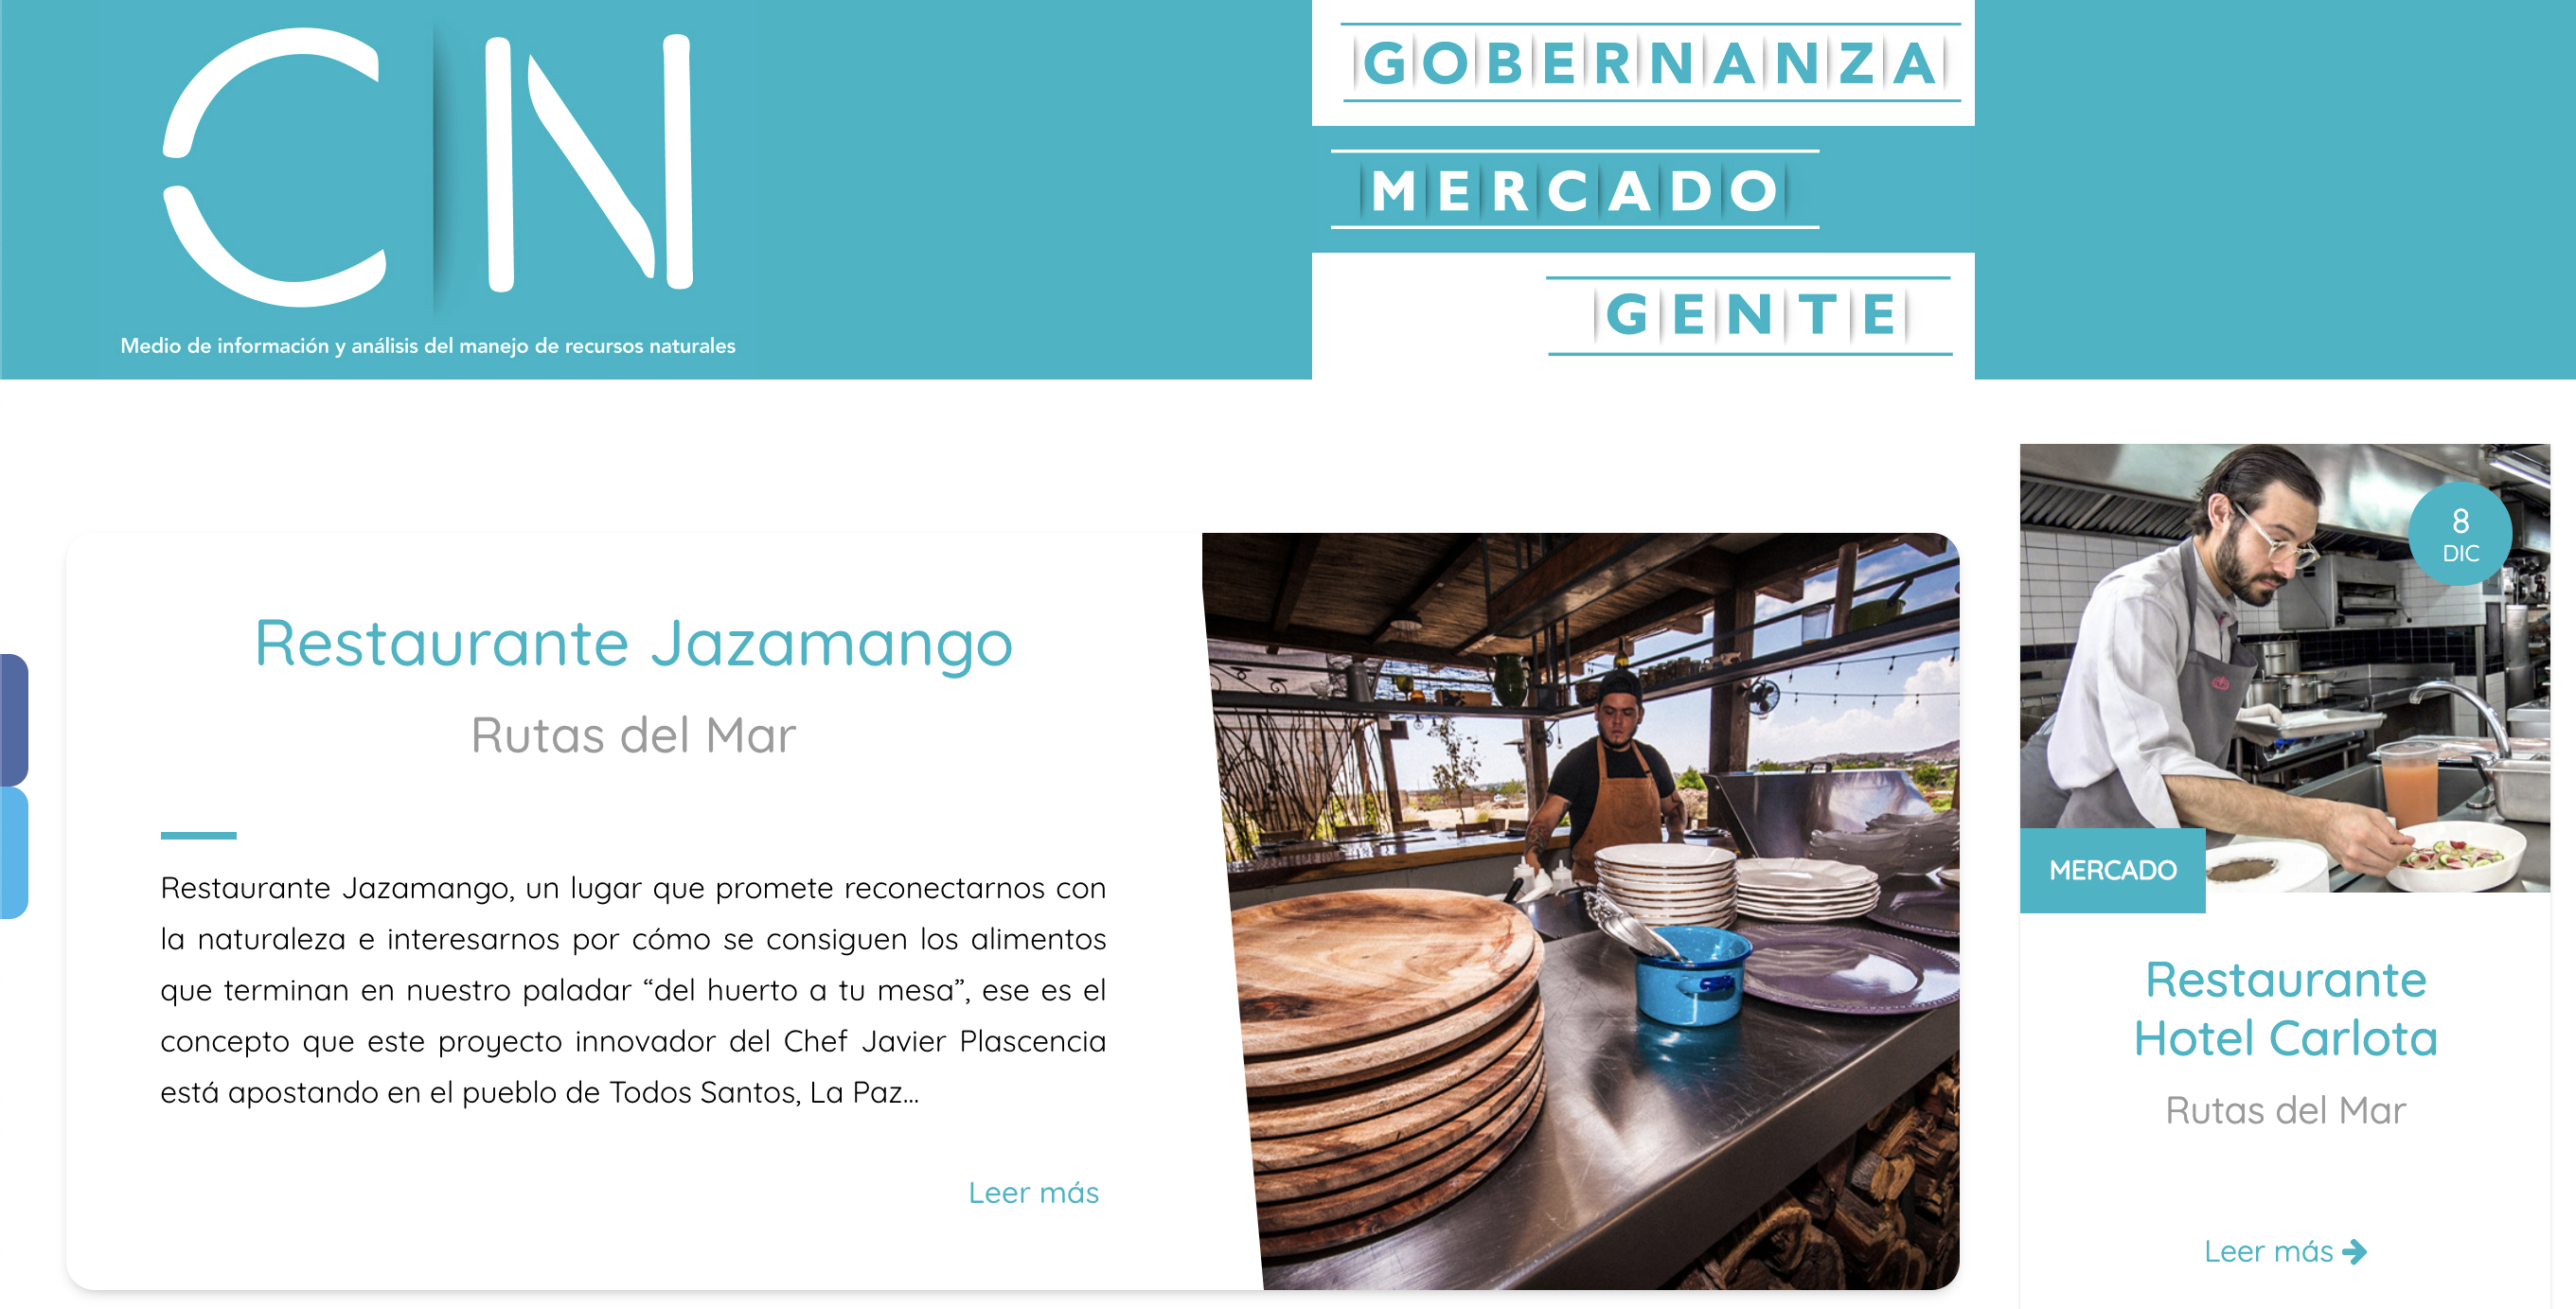 CN
Medio de información y análisis del manejo de recursos naturales
GOBERNANZA
MERCADO
GENTE
Restaurante Jazamango
Rutas del Mar
Restaurante Jazamango, un lugar que promete reconectarnos con
la naturaleza e interesarnos por cómo se consiguen los alimentos
que terminan en nuestro paladar “del huerto a tu mesa”, ese es el
concepto que este proyecto innovador del Chef Javier Plascencia
está apostando en el pueblo de Todos Santos, La Paz...
Leer más
8
DIC
MERCADO
Restaurante
Hotel Carlota
Rutas del Mar
Leer más